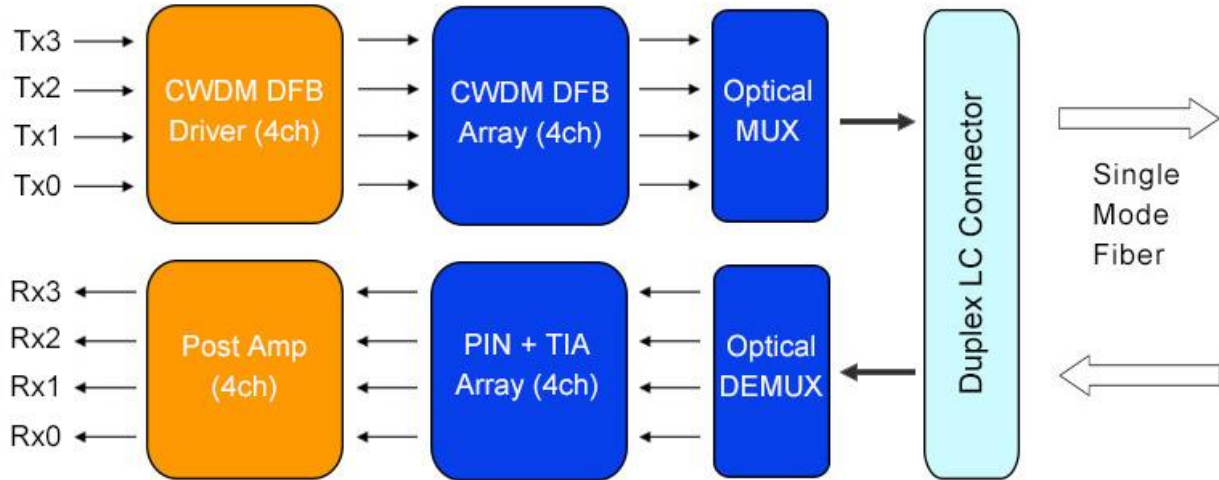 Tx3
Tx2
Tx1
Tx0
CWDM DFB
Driver (4ch)
CWDM DFB
Array (4ch)
Optical
MUX
Duplex LC Connector
Single
Mode
Fiber
Rx3
Rx2
Rx1
Rx0
Post Amp
(4ch)
PIN + TIA
Array (4ch)
Optical
DEMUX